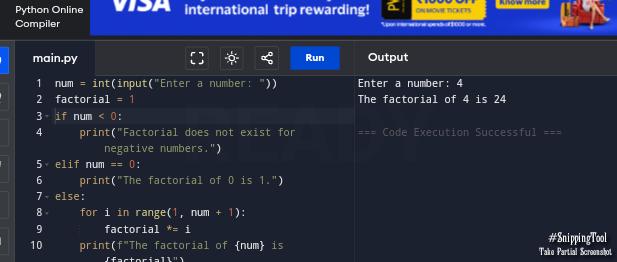 Python Online
Compiler
VISA
international trip rewarding!
ON MOVIE TICKETS
Know more
*Upon international spends of ₹1000 or more.
main.py
Run
Output
1 num = int(input("Enter a number: "))
2 factorial = 1
3 if num < 0:
4 print("Factorial does not exist for
negative numbers.")
5 elif num == 0:
6 print("The factorial of 0 is 1.")
7 else:
8 for i in range(1, num + 1):
9 factorial *= i
10 print(f"The factorial of {num} is
{factorial}")
Enter a number: 4
The factorial of 4 is 24
=== Code Execution Successful ===
#SnippingTool
Take Partial Screenshot